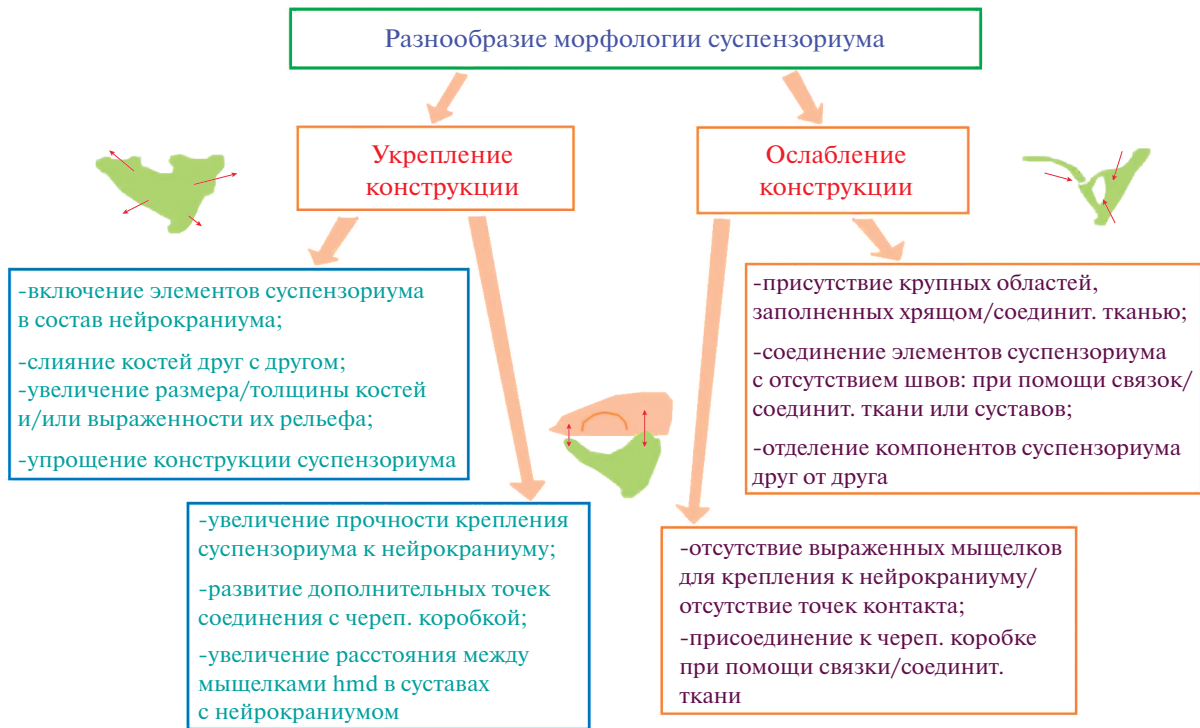 Разнообразие морфологии суспензориума
Укрепление
конструкции
Ослабление
конструкции
-включение элементов суспензориума
в состав нейрокраниума;
-слияние костей друг с другом;
-увеличение размера/толщины костей
и/или выраженности их рельефа;
-упрощение конструкции суспензориума
-присутствие крупных областей,
заполненных хрящом/соединит. тканью;
-соединение элементов суспензориума
с отсутствием швов: при помощи связок/
соединит. ткани или суставов;
-отделение компонентов суспензориума
друг от друга
-увеличение прочности крепления
суспензориума к нейрокраниуму;
-развитие дополнительных точек
соединения с череп. коробкой;
-увеличение расстояния между
мыщелками hmd в суставах
с нейрокраниумом
-отсутствие выраженных мыщелков
для крепления к нейрокраниуму/
отсутствие точек контакта;
-присоединение к череп. коробке
при помощи связки/соединит.
ткани